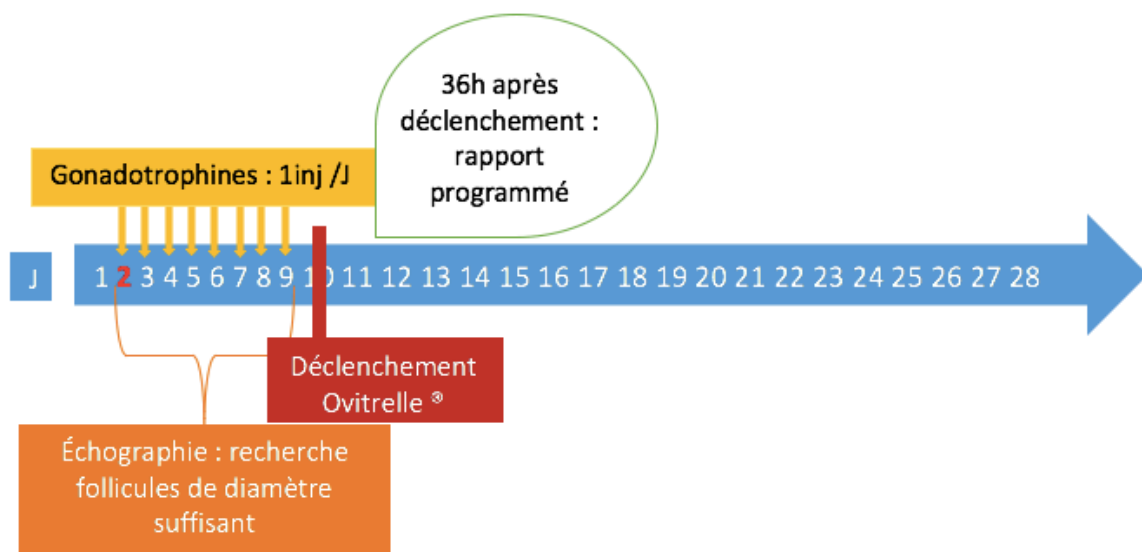 36h après
déclenchement :
rapport
programmé
Gonadotrophines : 1inj /J
J
1 2 3 4 5 6 7 8 9 10 11 12 13 14 15 16 17 18 19 20 21 22 23 24 25 26 27 28
Déclenchement
Ovitrelle ®
Échographie : recherche
follicules de diamètre
suffisant